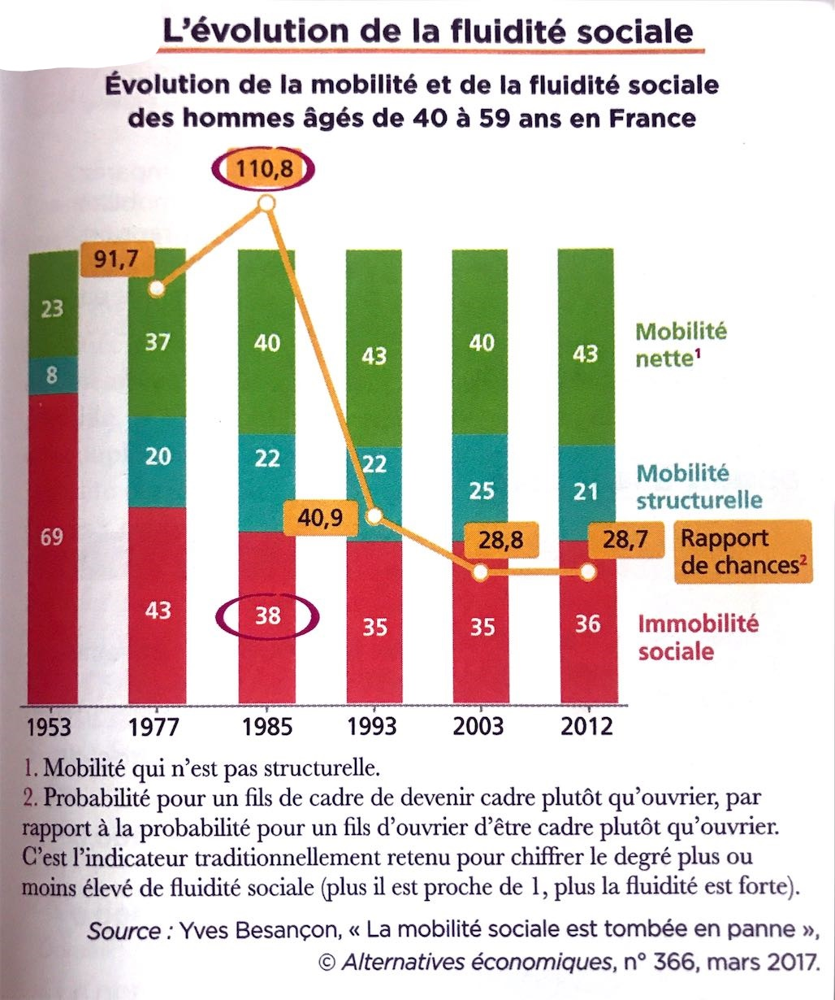 L'évolution de la fluidité sociale
Évolution de la mobilité et de la fluidité sociale
des hommes âgés de 40 à 59 ans en France
110,8
91,7
23
37
40
43
40
43
Mobilité
nette¹
8
20
22
22
25
21
Mobilité
structurelle
40,9
28,8
28,7
Rapport
de chances²
69
43
38
35
35
36
Immobilité
sociale
1953 1977 1985 1993 2003 2012
1. Mobilité qui n'est pas structurelle.
2. Probabilité pour un fils de cadre de devenir cadre plutôt qu'ouvrier, par
rapport à la probabilité pour un fils d'ouvrier d'être cadre plutôt qu'ouvrier.
C'est l'indicateur traditionnellement retenu pour chiffrer le degré plus ou
moins élevé de fluidité sociale (plus il est proche de 1, plus la fluidité est forte).
Source : Yves Besançon, « La mobilité sociale est tombée en panne »,
© Alternatives économiques, n° 366, mars 2017.